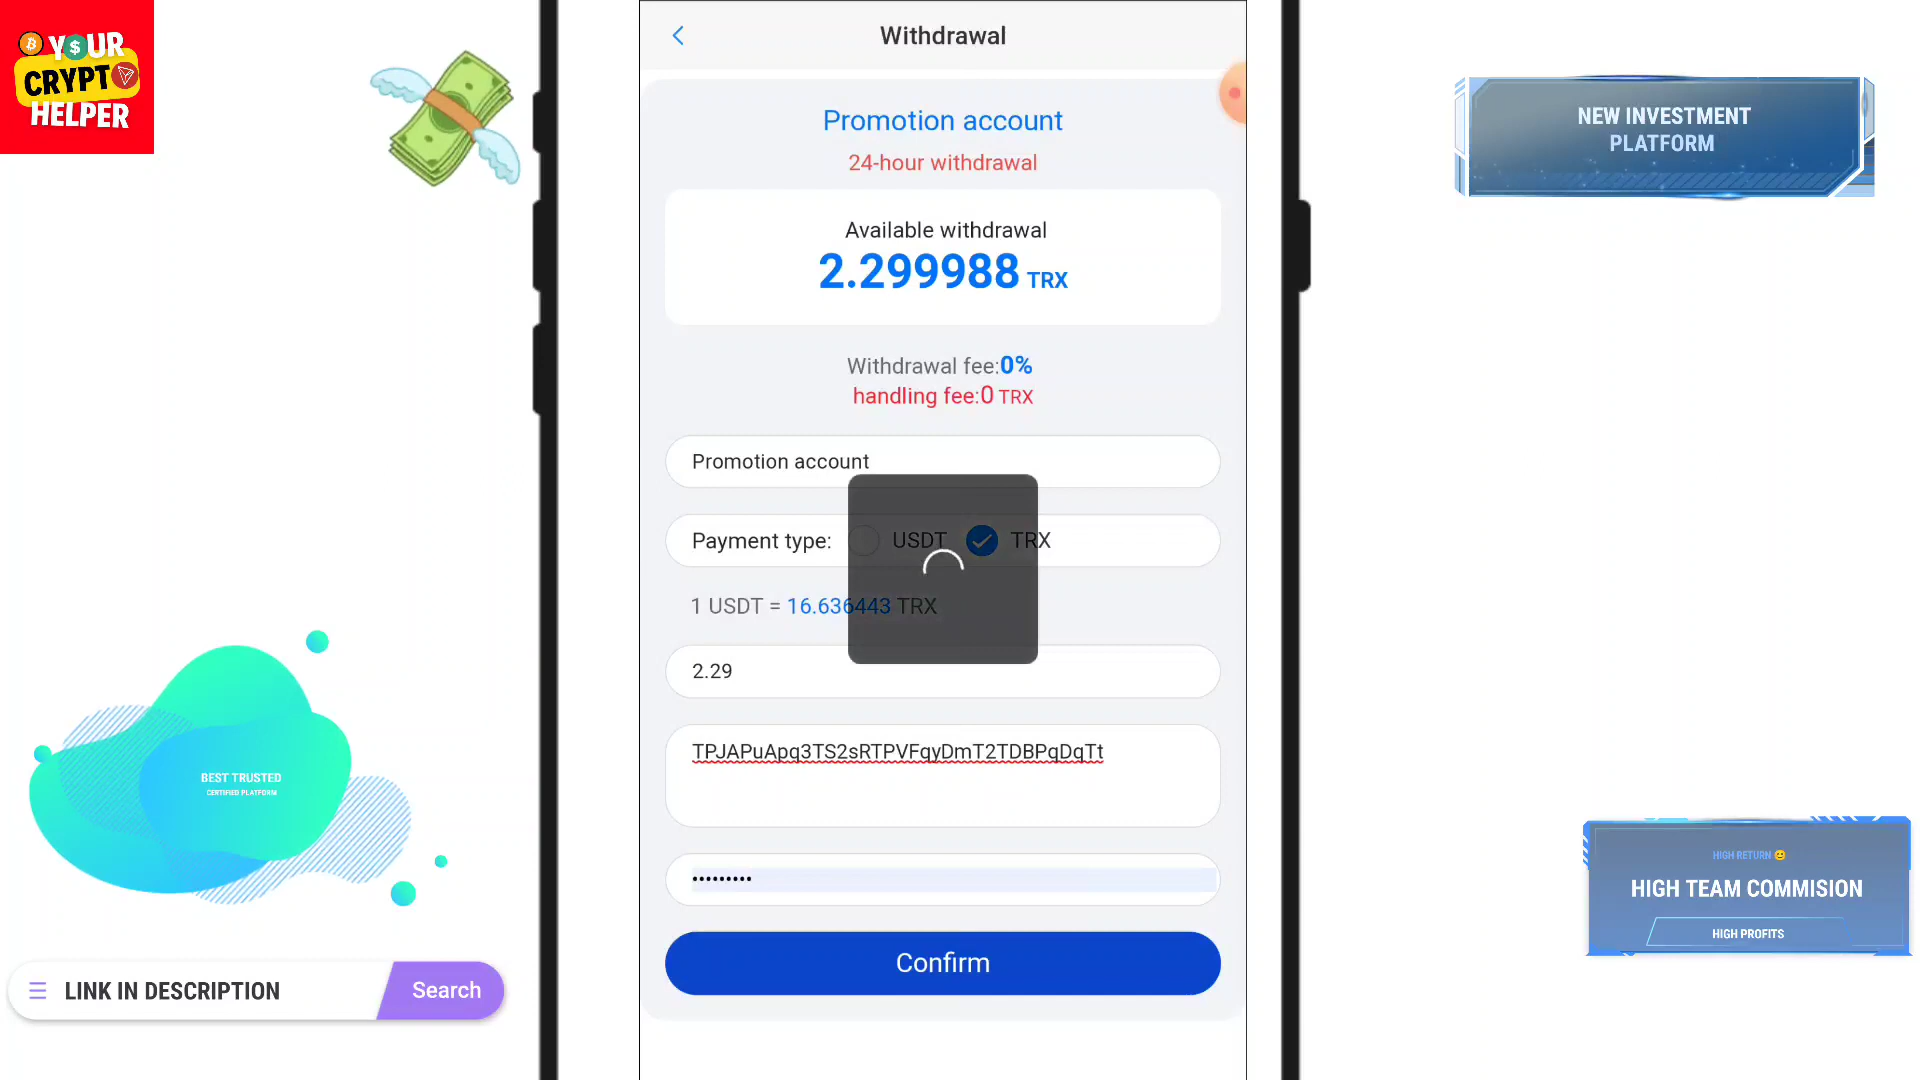 YOUR
CRYPTO
HELPER
Withdrawal
Promotion account
24-hour withdrawal
Available withdrawal
2.299988 TRX
Withdrawal fee:0%
handling fee:0 TRX
Promotion account
Payment type: USDT TRX
1 USDT = 16.636443 TRX
2.29
TPJAPuApq3TS2sRTPVFqyDmT2TDBPqDqTt
•••••••••
Confirm
NEW INVESTMENT
PLATFORM
BEST TRUSTED
CERTIFIED PLATFORM
LINK IN DESCRIPTION
Search
HIGH RETURN 😊
HIGH TEAM COMMISION
HIGH PROFITS